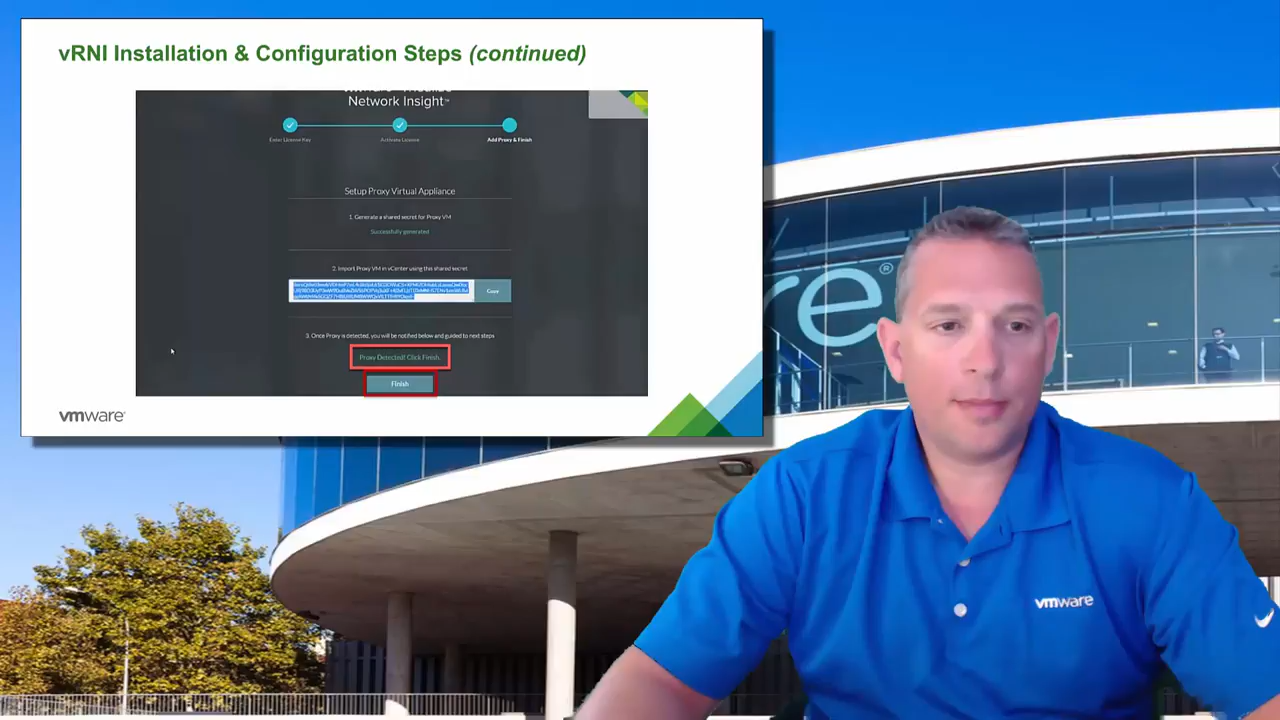 vRNI Installation & Configuration Steps (continued)
Network Insight™
Enter License Key
Activate License
Add Proxy & Finish
Setup Proxy Virtual Appliance
1. Generate a shared secret for Proxy VM
Successfully generated
2. Import Proxy VM in vCenter using this shared secret
Copy
3. Once Proxy is detected, you will be notified below and guided to next steps
Proxy Detected! Click Finish.
Finish
vmware®
re®
vmware